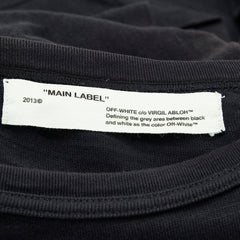 "MAIN LABEL"
2013©
OFF-WHITE c/o VIRGIL ABLOH™
Defining the grey area between black
and white as the color Off-White™